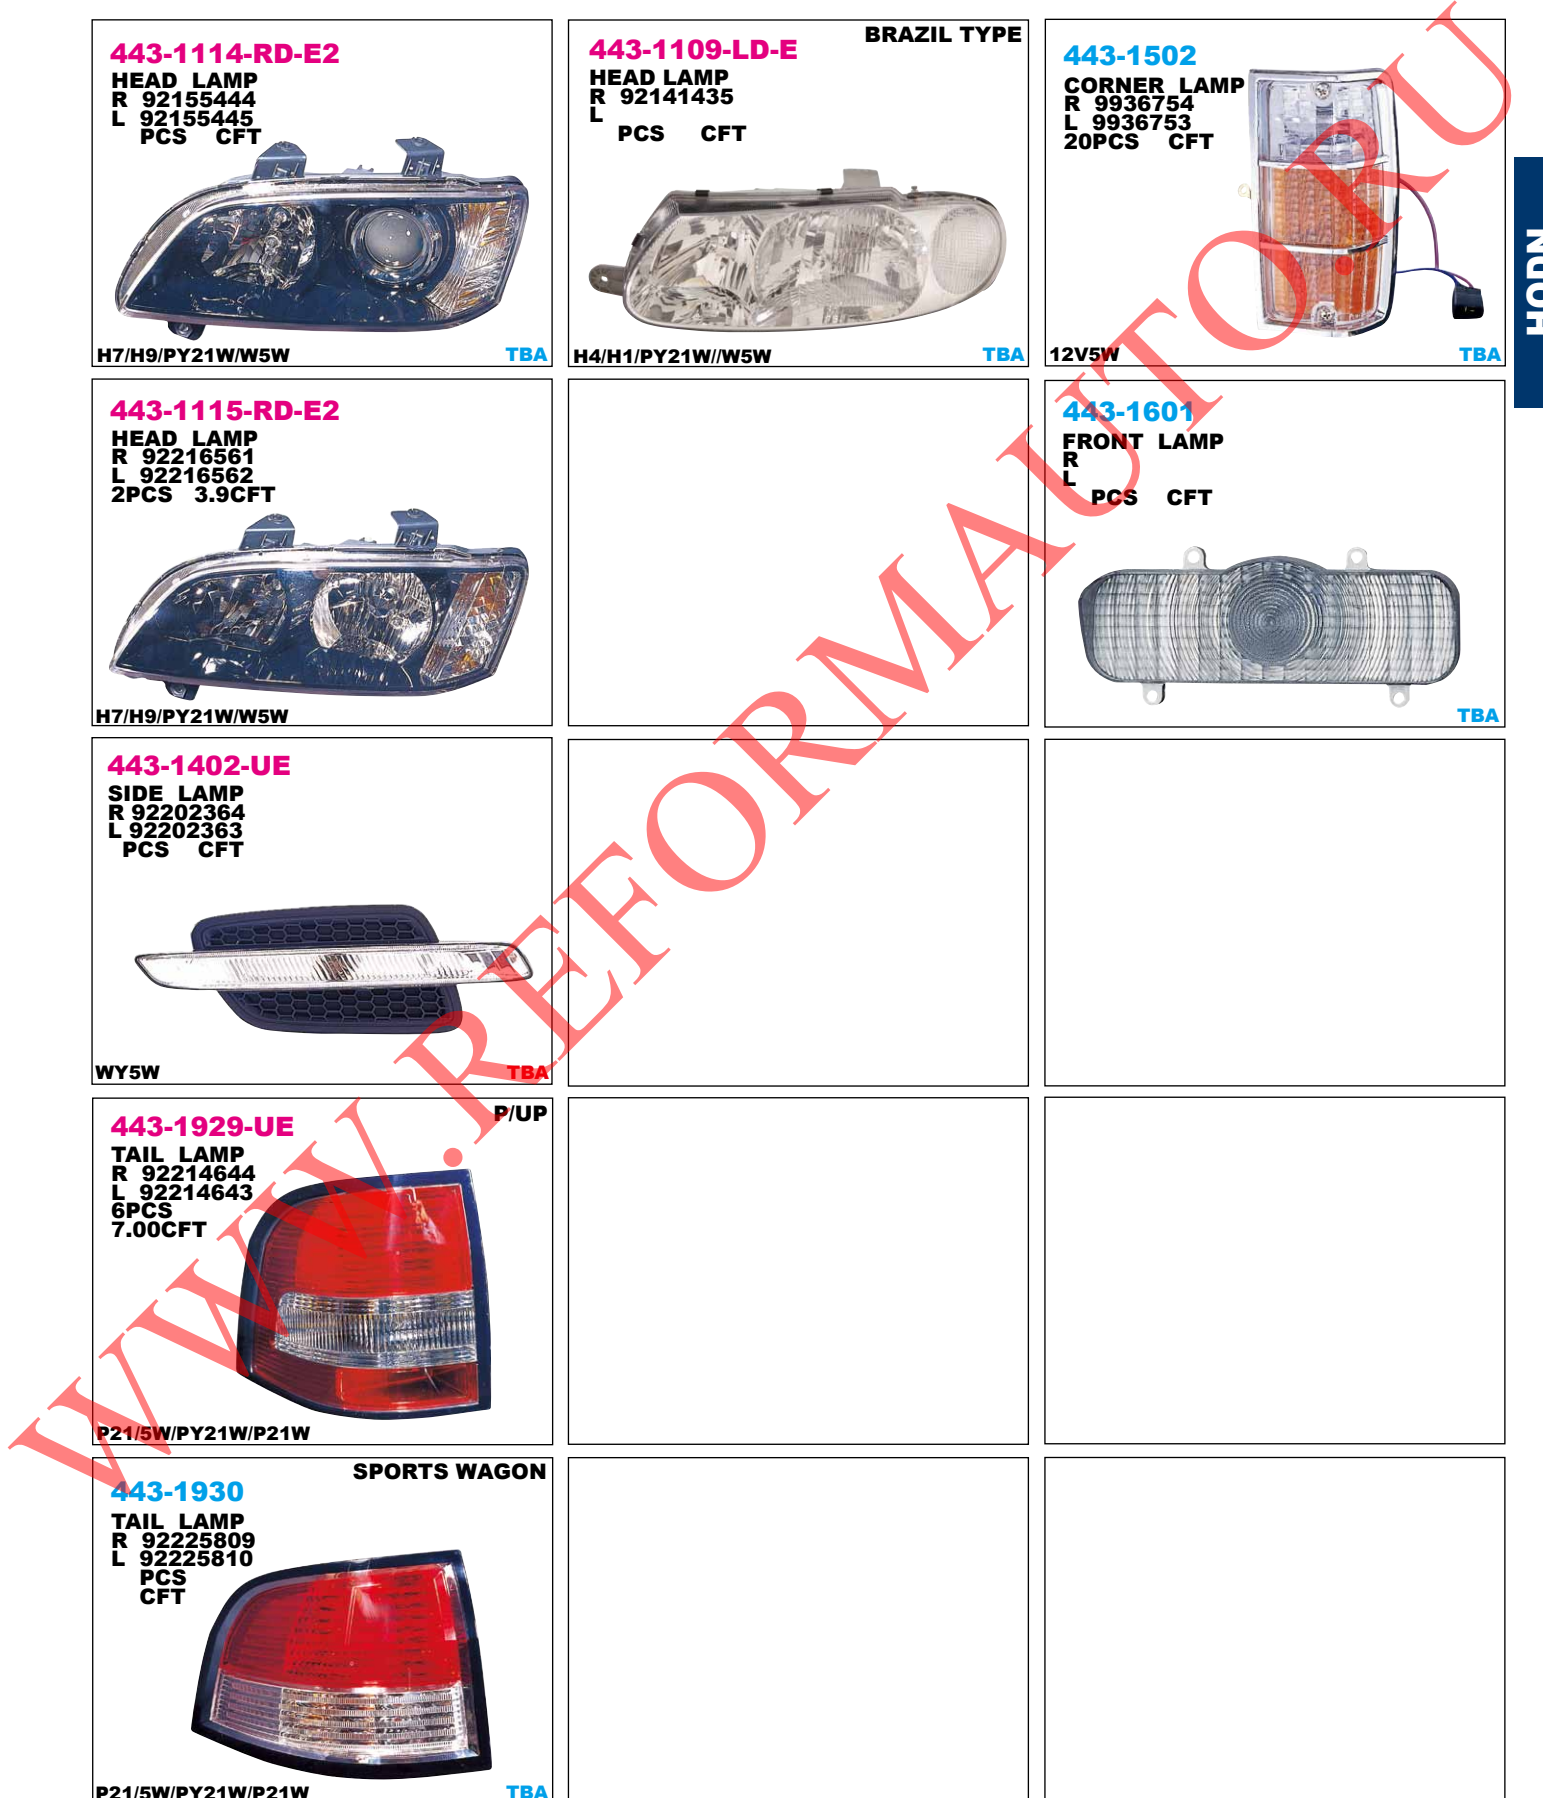 443-1114-RD-E2
HEAD LAMP
R 92155444
L 92155445
PCS CFT
H7/H9/PY21W/W5W
TBA
BRAZIL TYPE
443-1109-LD-E
HEAD LAMP
R 92141435
L
PCS CFT
H4/H1/PY21W//W5W
TBA
443-1502
CORNER LAMP
R 9936754
L 9936753
20PCS CFT
12V5W
TBA
443-1115-RD-E2
HEAD LAMP
R 92216561
L 92216562
2PCS 3.9CFT
H7/H9/PY21W/W5W
443-1601
FRONT LAMP
R
L
PCS CFT
TBA
443-1402-UE
SIDE LAMP
R 92202364
L 92202363
PCS CFT
WY5W
TBA
P/UP
443-1929-UE
TAIL LAMP
R 92214644
L 92214643
6PCS
7.00CFT
P21/5W/PY21W/P21W
SPORTS WAGON
443-1930
TAIL LAMP
R 92225809
L 92225810
PCS
CFT
P21/5W/PY21W/P21W
TBA
WWW.REFORMAUTO.RU